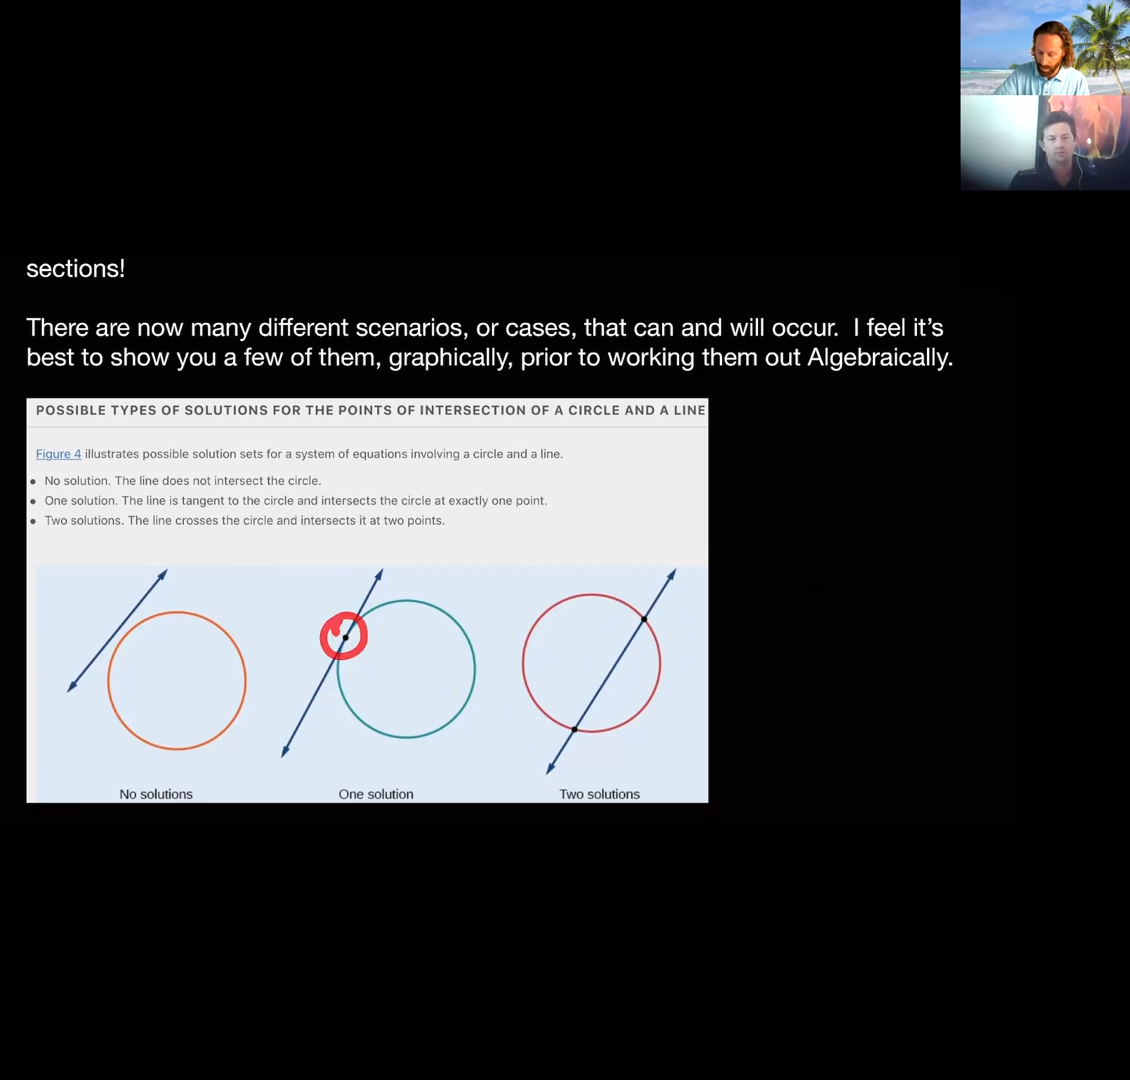 sections!
There are now many different scenarios, or cases, that can and will occur.  I feel it's
best to show you a few of them, graphically, prior to working them out Algebraically.
POSSIBLE TYPES OF SOLUTIONS FOR THE POINTS OF INTERSECTION OF A CIRCLE AND A LINE
Figure 4 illustrates possible solution sets for a system of equations involving a circle and a line.
• No solution. The line does not intersect the circle.
• One solution. The line is tangent to the circle and intersects the circle at exactly one point.
• Two solutions. The line crosses the circle and intersects it at two points.
No solutions
One solution
Two solutions